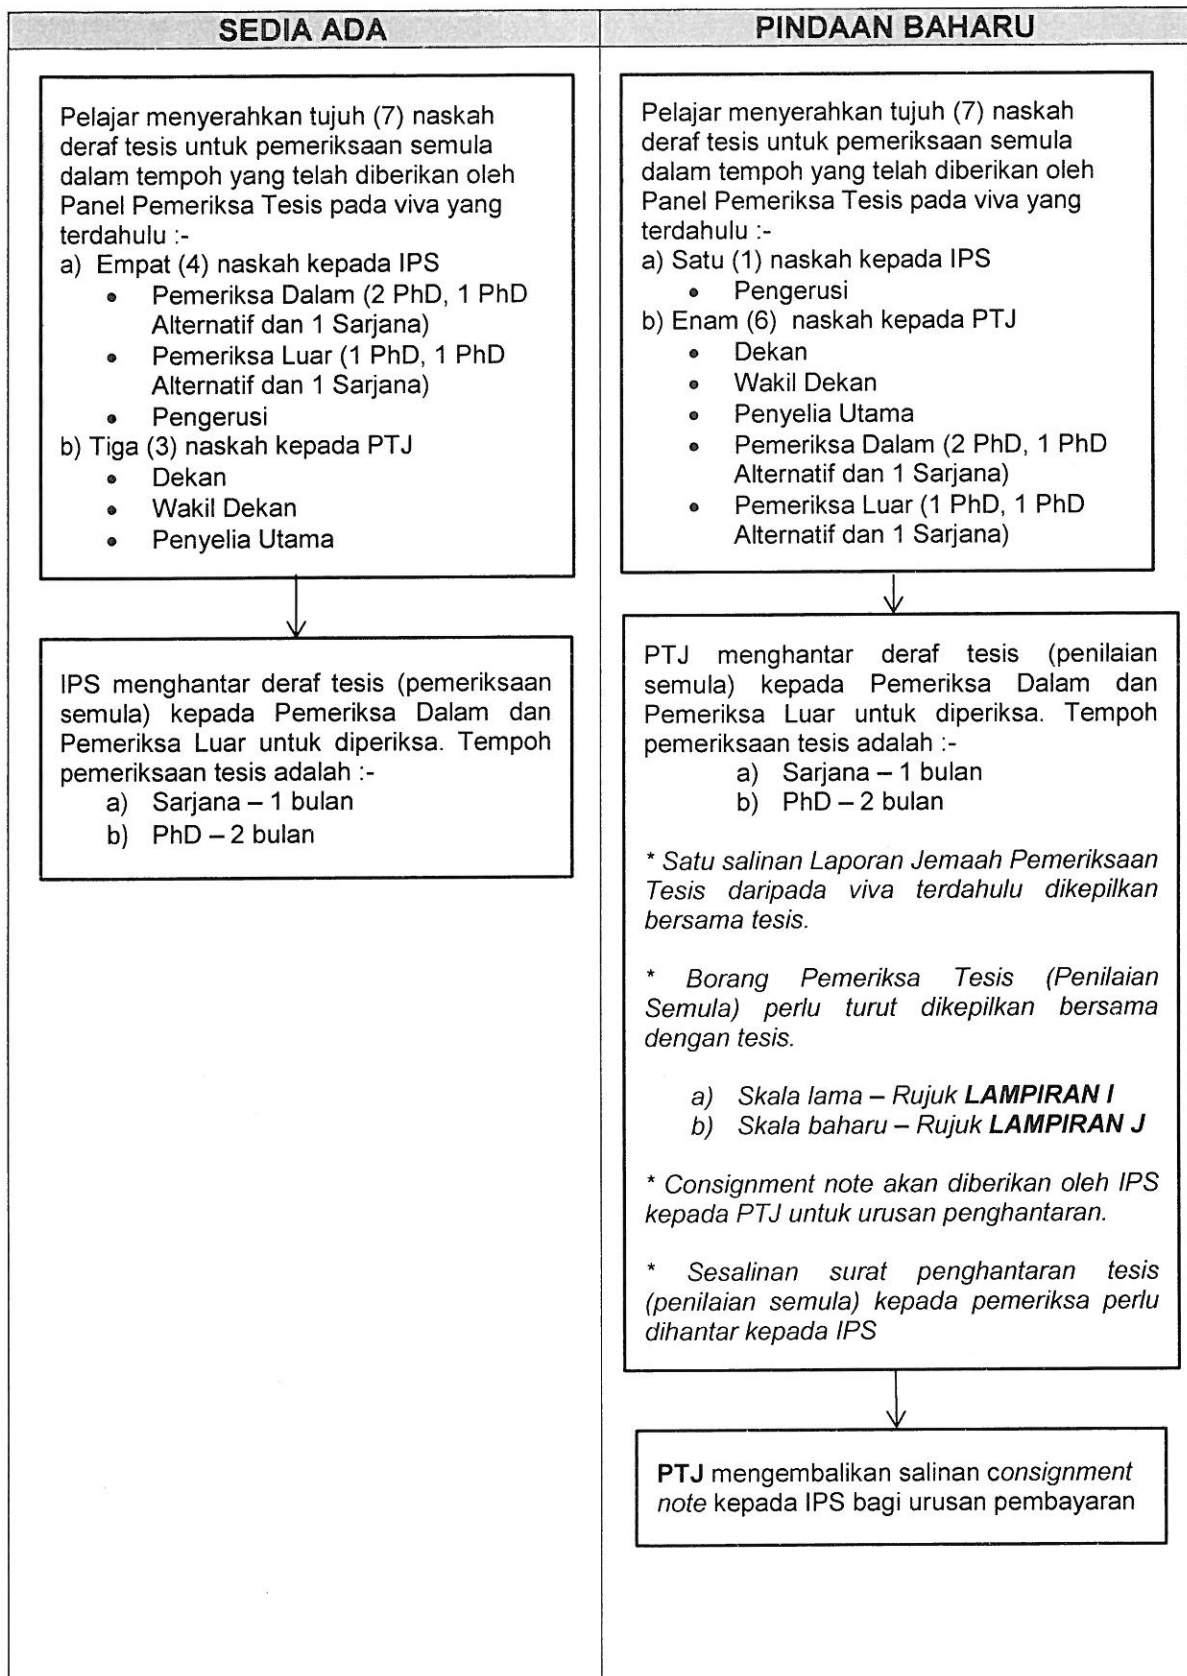 SEDIA ADA
Pelajar menyerahkan tujuh (7) naskah
deraf tesis untuk pemeriksaan semula
dalam tempoh yang telah diberikan oleh
Panel Pemeriksa Tesis pada viva yang
terdahulu :-
a) Empat (4) naskah kepada IPS
• Pemeriksa Dalam (2 PhD, 1 PhD
Alternatif dan 1 Sarjana)
• Pemeriksa Luar (1 PhD, 1 PhD
Alternatif dan 1 Sarjana)
• Pengerusi
b) Tiga (3) naskah kepada PTJ
• Dekan
• Wakil Dekan
• Penyelia Utama
IPS menghantar deraf tesis (pemeriksaan
semula) kepada Pemeriksa Dalam dan
Pemeriksa Luar untuk diperiksa. Tempoh
pemeriksaan tesis adalah :-
a) Sarjana – 1 bulan
b) PhD – 2 bulan
PINDAAN BAHARU
Pelajar menyerahkan tujuh (7) naskah
deraf tesis untuk pemeriksaan semula
dalam tempoh yang telah diberikan oleh
Panel Pemeriksa Tesis pada viva yang
terdahulu :-
a) Satu (1) naskah kepada IPS
• Pengerusi
b) Enam (6) naskah kepada PTJ
• Dekan
• Wakil Dekan
• Penyelia Utama
• Pemeriksa Dalam (2 PhD, 1 PhD
Alternatif dan 1 Sarjana)
• Pemeriksa Luar (1 PhD, 1 PhD
Alternatif dan 1 Sarjana)
PTJ menghantar deraf tesis (penilaian
semula) kepada Pemeriksa Dalam dan
Pemeriksa Luar untuk diperiksa. Tempoh
pemeriksaan tesis adalah :-
a) Sarjana – 1 bulan
b) PhD – 2 bulan
* Satu salinan Laporan Jemaah Pemeriksaan
Tesis daripada viva terdahulu dikepilkan
bersama tesis.
* Borang Pemeriksa Tesis (Penilaian
Semula) perlu turut dikepilkan bersama
dengan tesis.
a) Skala lama – Rujuk LAMPIRAN I
b) Skala baharu – Rujuk LAMPIRAN J
* Consignment note akan diberikan oleh IPS
kepada PTJ untuk urusan penghantaran.
* Sesalinan surat penghantaran tesis
(penilaian semula) kepada pemeriksa perlu
dihantar kepada IPS
PTJ mengembalikan salinan consignment
note kepada IPS bagi urusan pembayaran